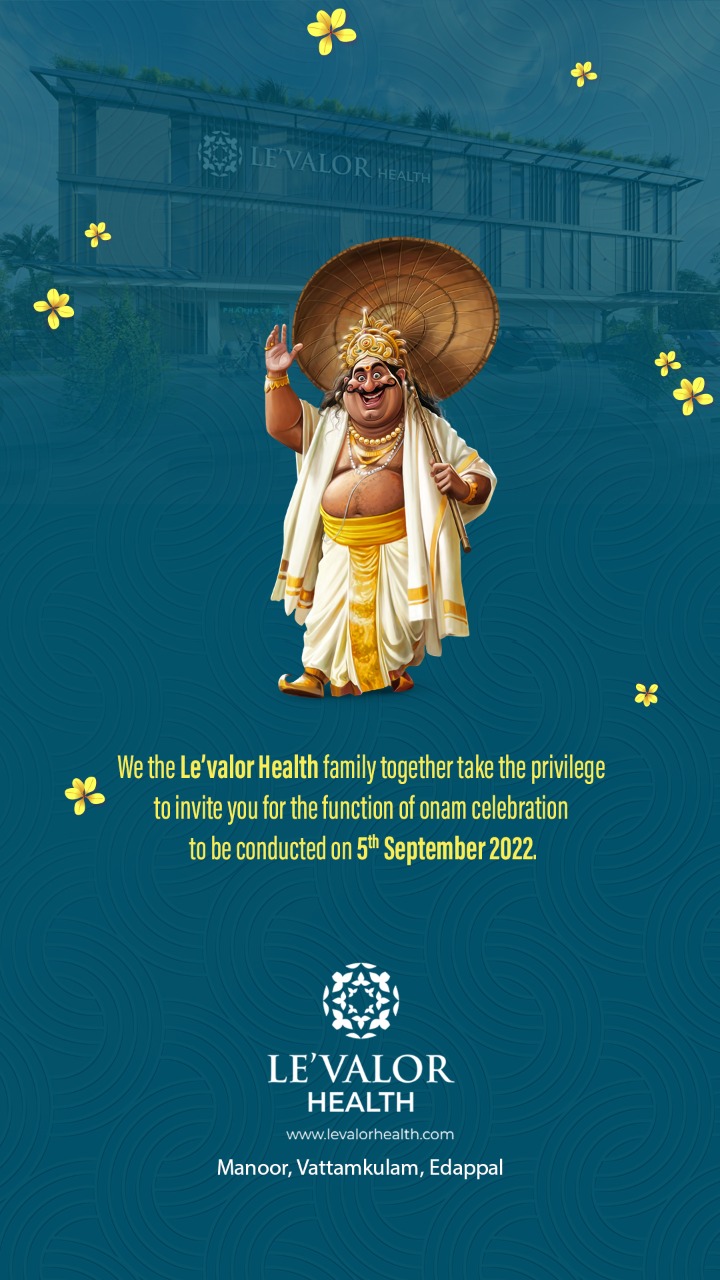 LE'VALOR HEALTH
We the Le'valor Health family together take the privilege
to invite you for the function of onam celebration
to be conducted on 5th September 2022.
LE'VALOR
HEALTH
www.levalorhealth.com
Manoor, Vattamkulam, Edappal